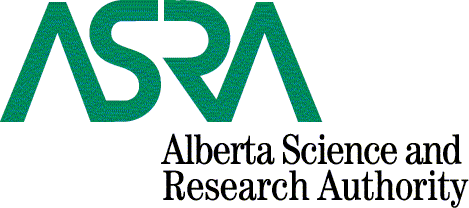 ASRA
Alberta Science and
Research Authority